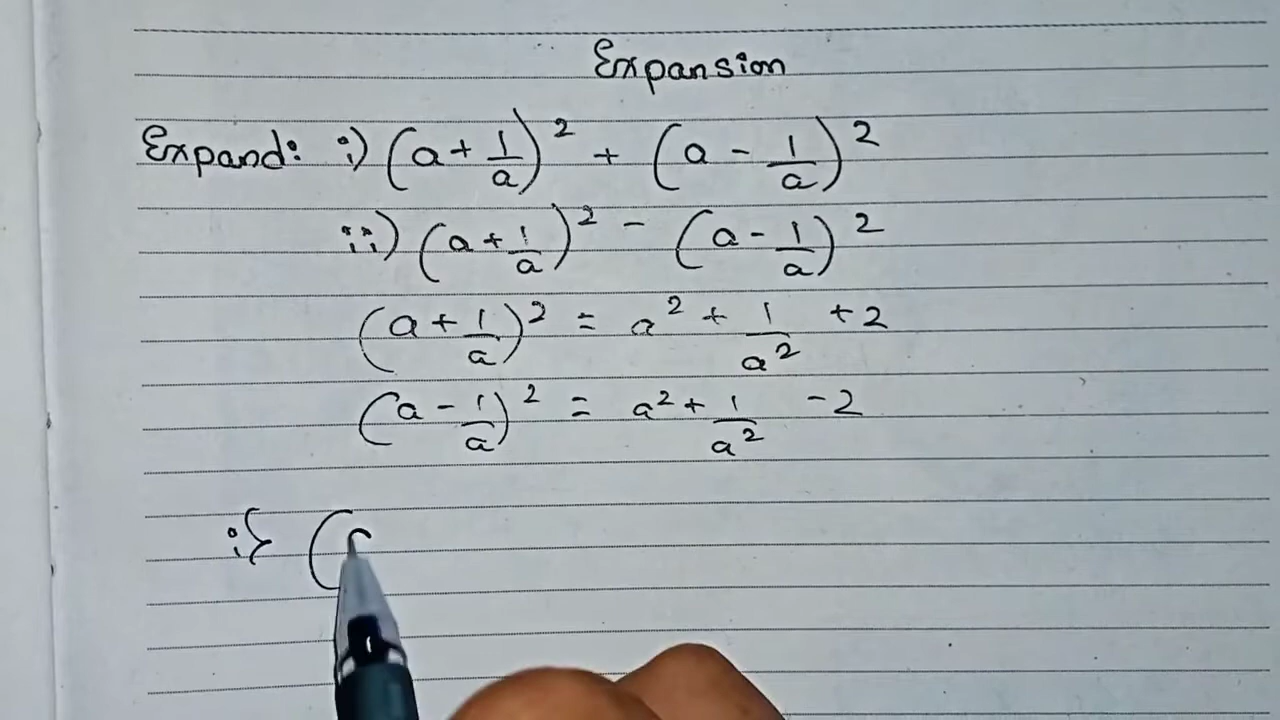 Expansion
Expand: i) (a + 1/a)² + (a - 1/a)²
ii) (a + 1/a)² - (a - 1/a)²
(a + 1/a)² = a² + 1/a² + 2
(a - 1/a)² = a² + 1/a² - 2
i) (